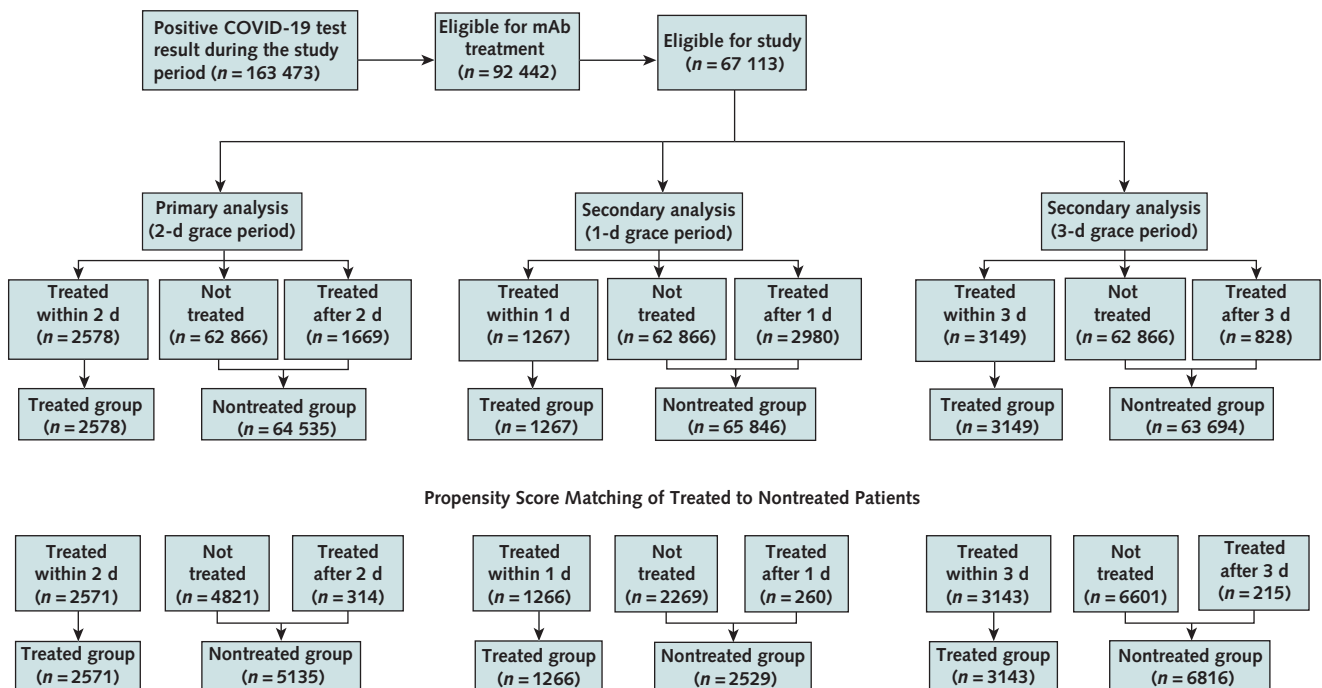 Positive COVID-19 test
result during the study
period (n = 163 473)
Eligible for mAb
treatment
(n = 92 442)
Eligible for study
(n = 67 113)
Primary analysis
(2-d grace period)
Secondary analysis
(1-d grace period)
Secondary analysis
(3-d grace period)
Treated
within 2 d
(n = 2578)
Not
treated
(n = 62 866)
Treated
after 2 d
(n = 1669)
Treated
within 1 d
(n = 1267)
Not
treated
(n = 62 866)
Treated
after 1 d
(n = 2980)
Treated
within 3 d
(n = 3149)
Not
treated
(n = 62 866)
Treated
after 3 d
(n = 828)
Treated group
(n = 2578)
Nontreated group
(n = 64 535)
Treated group
(n = 1267)
Nontreated group
(n = 65 846)
Treated group
(n = 3149)
Nontreated group
(n = 63 694)
Propensity Score Matching of Treated to Nontreated Patients
Treated
within 2 d
(n = 2571)
Not
treated
(n = 4821)
Treated
after 2 d
(n = 314)
Treated
within 1 d
(n = 1266)
Not
treated
(n = 2269)
Treated
after 1 d
(n = 260)
Treated
within 3 d
(n = 3143)
Not
treated
(n = 6601)
Treated
after 3 d
(n = 215)
Treated group
(n = 2571)
Nontreated group
(n = 5135)
Treated group
(n = 1266)
Nontreated group
(n = 2529)
Treated group
(n = 3143)
Nontreated group
(n = 6816)